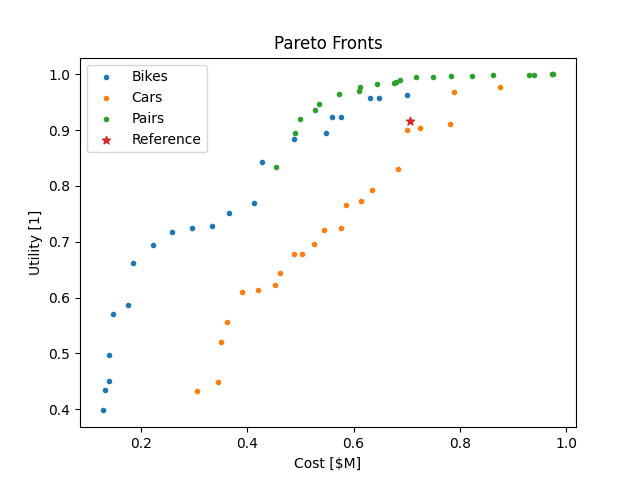 Pareto Fronts
1.0
0.9
0.8
0.7
0.6
0.5
0.4
Utility [1]
Bikes
Cars
Pairs
Reference
0.2
0.4
0.6
0.8
1.0
Cost [$M]